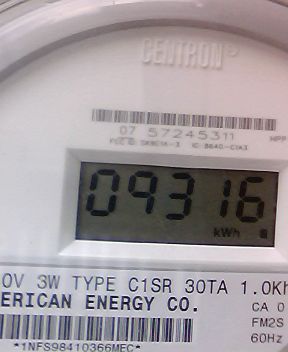 CENTRON
07 57245311
09316
kWh
0V 3W TYPE C1SR 30TA 1.0Kh
ERICAN ENERGY CO.
CA 0
FM2S
60Hz
*1NFS98410366MEC*